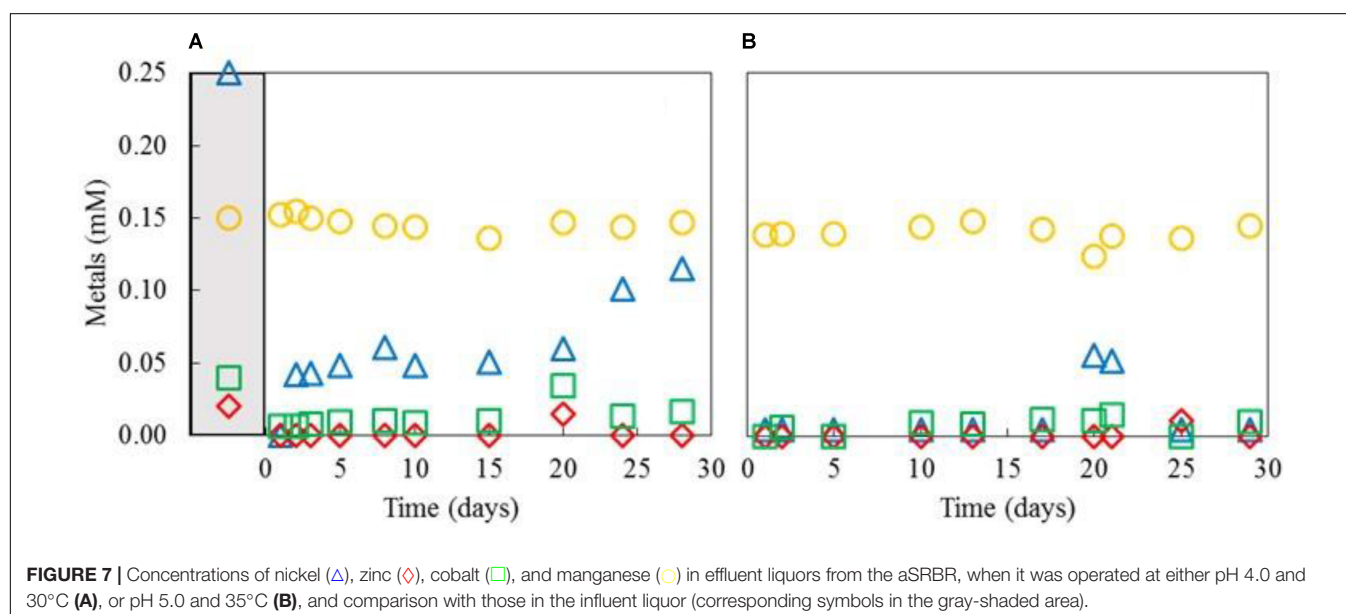 A
B
0.25
0.20
0.15
0.10
0.05
0.00
Metals (mM)
0 5 10 15 20 25 30
0 5 10 15 20 25 30
Time (days)
Time (days)
FIGURE 7 | Concentrations of nickel (△), zinc (◇), cobalt (□), and manganese (○) in effluent liquors from the aSRBR, when it was operated at either pH 4.0 and
30°C (A), or pH 5.0 and 35°C (B), and comparison with those in the influent liquor (corresponding symbols in the gray-shaded area).